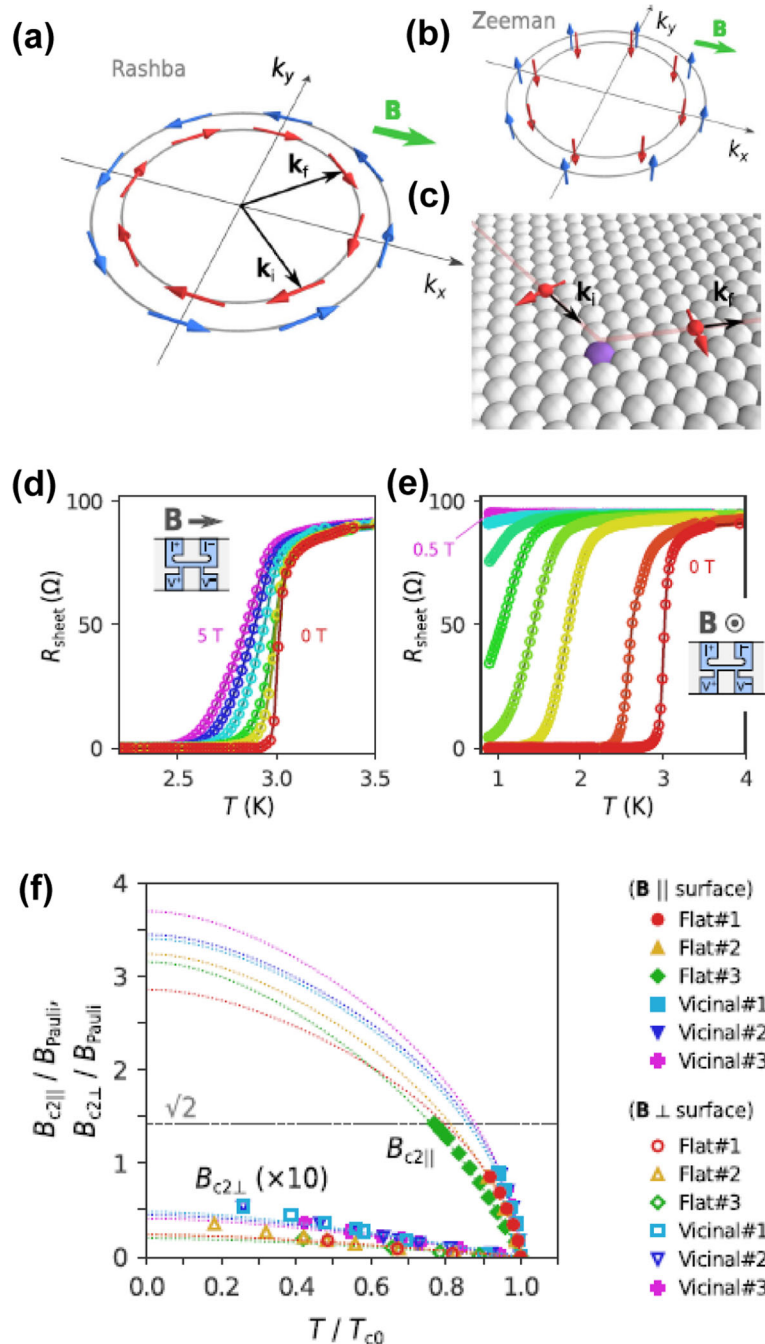 (a)
Rashba
k_y
B
k_f
k_i
k_x
(b)
Zeeman
k_y
B
k_x
(c)
k_i
k_f
(d)
100
50
0
R_sheet (Ω)
B
I⁺ I⁻
V⁺ V⁻
5 T
0 T
2.5 3.0 3.5
T (K)
(e)
100
50
0
R_sheet (Ω)
0.5 T
0 T
B ⊙
I⁺ I⁻
V⁺ V⁻
1 2 3 4
T (K)
(f)
4
3
2
1
0
B_c2|| / B_Pauli,
B_c2⊥ / B_Pauli
√2
B_c2||
B_c2⊥ (×10)
0.0 0.2 0.4 0.6 0.8 1.0
T / T_c0
(B || surface)
Flat#1
Flat#2
Flat#3
Vicinal#1
Vicinal#2
Vicinal#3
(B ⊥ surface)
Flat#1
Flat#2
Flat#3
Vicinal#1
Vicinal#2
Vicinal#3